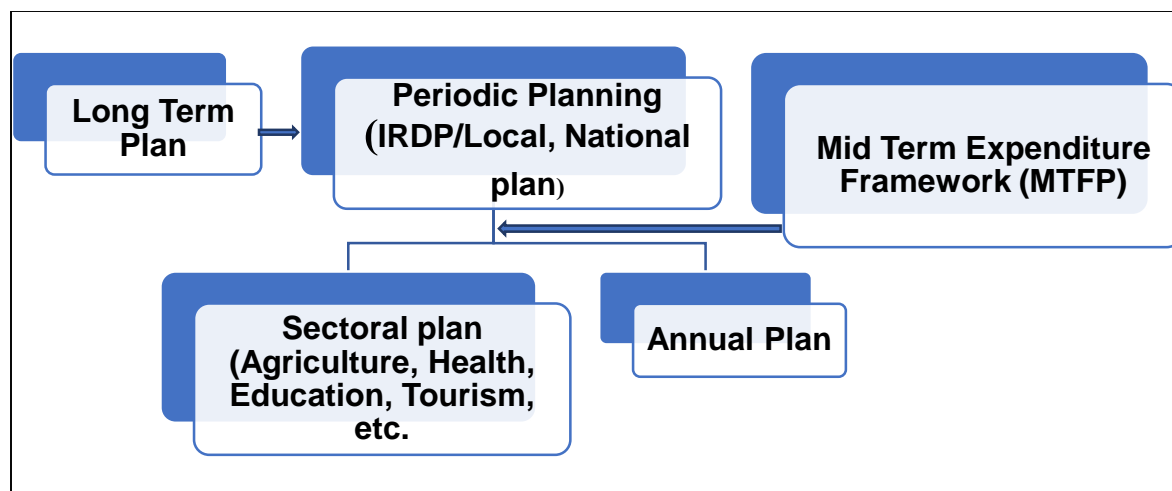 Long Term
Plan
Periodic Planning
(IRDP/Local, National
plan)
Mid Term Expenditure
Framework (MTFP)
Sectoral plan
(Agriculture, Health,
Education, Tourism,
etc.
Annual Plan